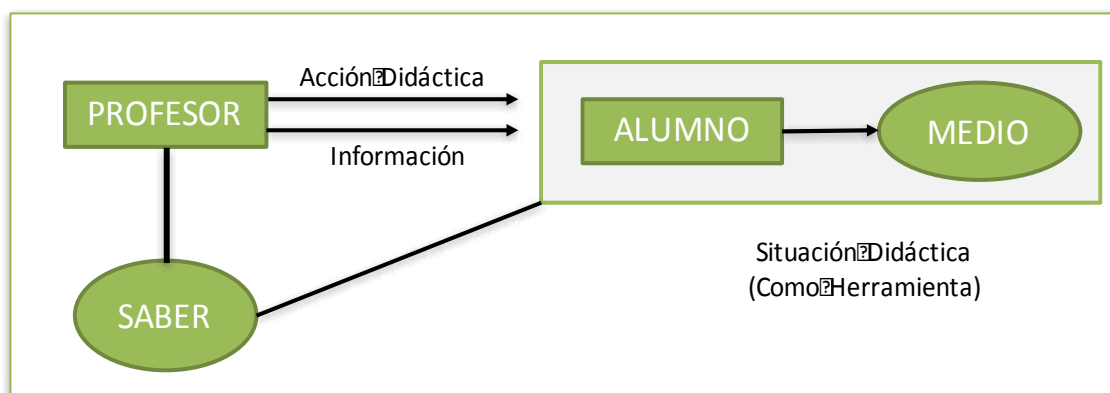 Acción Didáctica
PROFESOR
Información
ALUMNO
MEDIO
Situación Didáctica
(Como Herramienta)
SABER